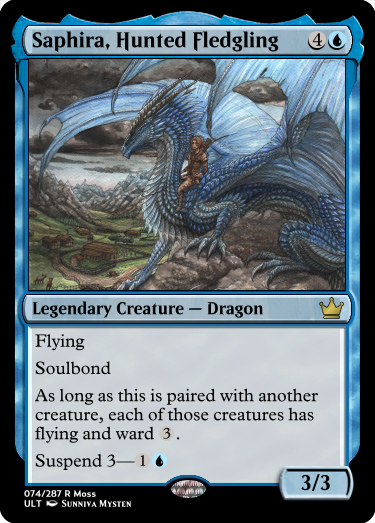 Saphira, Hunted Fledgling 4
Legendary Creature — Dragon
Flying
Soulbond
As long as this is paired with another
creature, each of those creatures has
flying and ward 3 .
Suspend 3—1
3/3
074/287 R Moss
ULT Sunniva Mysten